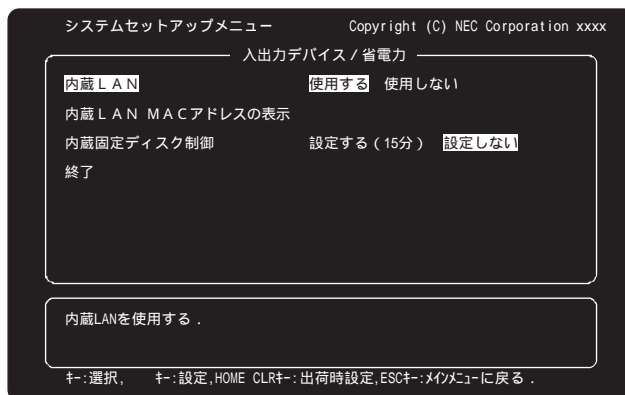 システムセットアップメニュー Copyright (C) NEC Corporation xxxx
入出力デバイス/省電力
内蔵LAN 使用する 使用しない
内蔵LAN MACアドレスの表示
内蔵固定ディスク制御 設定する(15分) 設定しない
終了
内蔵LANを使用する.
ｷｰ:選択, ｷｰ:設定,HOME CLRｷｰ:出荷時設定,ESCｷｰ:ﾒｲﾝﾒﾆｭｰに戻る.